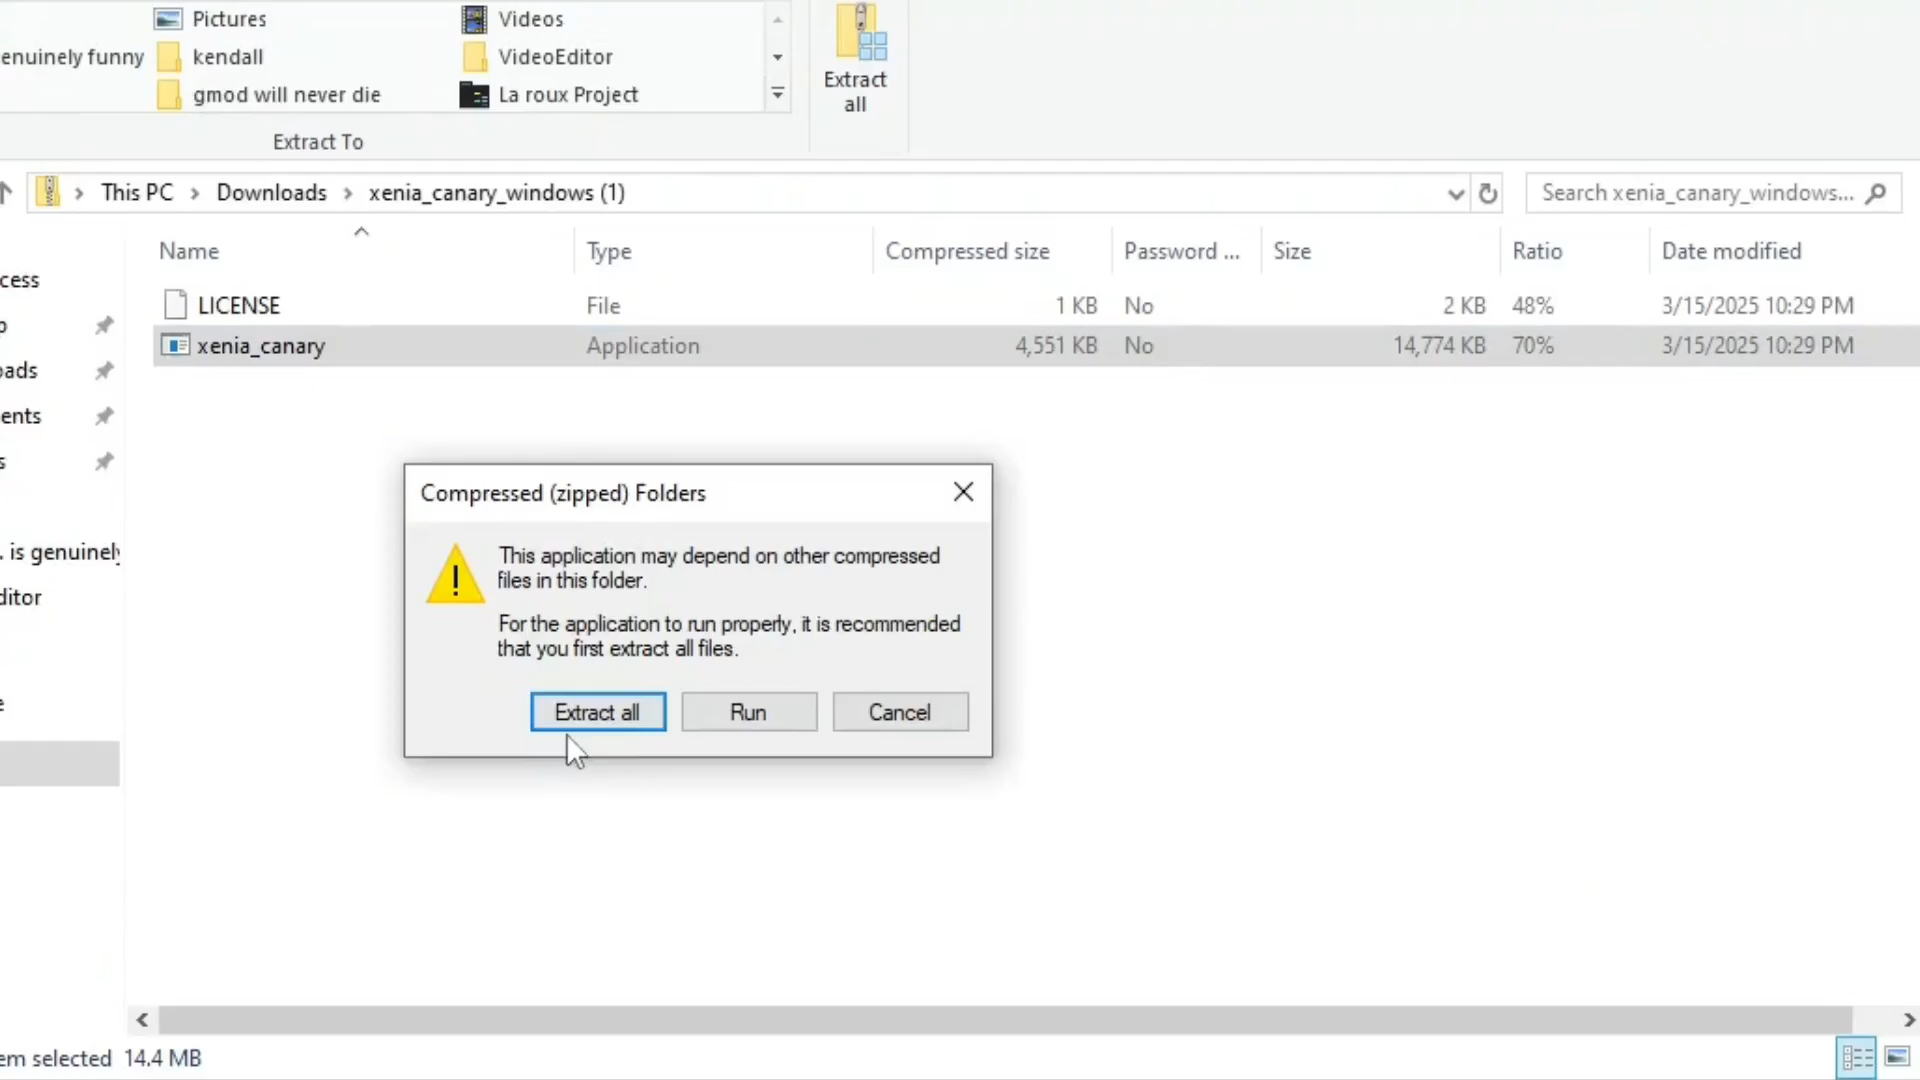 Pictures
Videos
enuinely funny
kendall
VideoEditor
gmod will never die
La roux Project
Extract
all
Extract To
This PC
Downloads
xenia_canary_windows (1)
Search xenia_canary_windows...
Name
Type
Compressed size
Password ...
Size
Ratio
Date modified
cess
LICENSE
File
1 KB
No
2 KB
48%
3/15/2025 10:29 PM
p
xenia_canary
Application
4,551 KB
No
14,774 KB
70%
3/15/2025 10:29 PM
oads
ents
s
. is genuinely
ditor
e
Compressed (zipped) Folders
This application may depend on other compressed
files in this folder.
For the application to run properly, it is recommended
that you first extract all files.
Extract all
Run
Cancel
em selected
14.4 MB